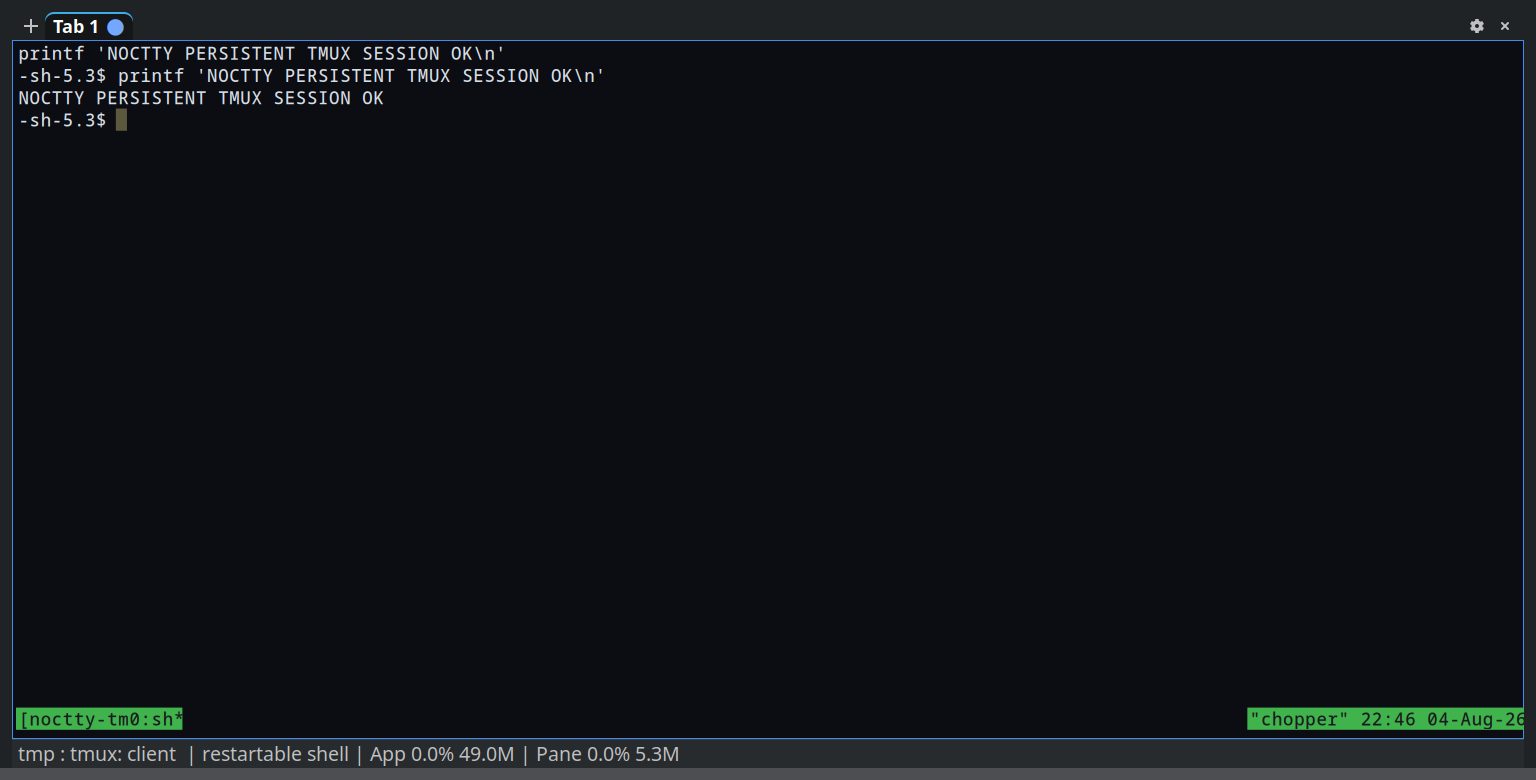 Tab 1
printf 'NOCTTY PERSISTENT TMUX SESSION OK\n'
-sh-5.3$ printf 'NOCTTY PERSISTENT TMUX SESSION OK\n'
NOCTTY PERSISTENT TMUX SESSION OK
-sh-5.3$
[noctty-tm0:sh* "chopper" 22:46 04-Aug-26
tmp : tmux: client | restartable shell | App 0.0% 49.0M | Pane 0.0% 5.3M